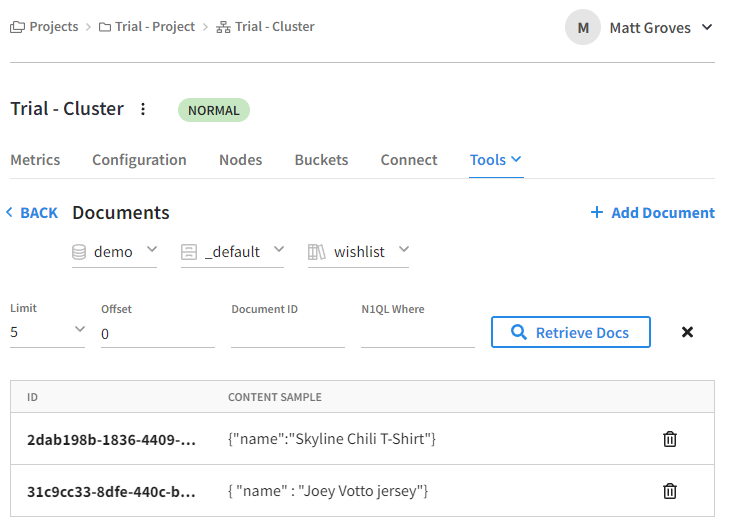 Projects > Trial - Project > Trial - Cluster
M Matt Groves
Trial - Cluster NORMAL
Metrics Configuration Nodes Buckets Connect Tools
< BACK Documents + Add Document
demo _default wishlist
Limit Offset Document ID N1QL Where
5 0 Retrieve Docs
ID CONTENT SAMPLE
2dab198b-1836-4409-... {"name":"Skyline Chili T-Shirt"}
31c9cc33-8dfe-440c-b... { "name" : "Joey Votto jersey"}